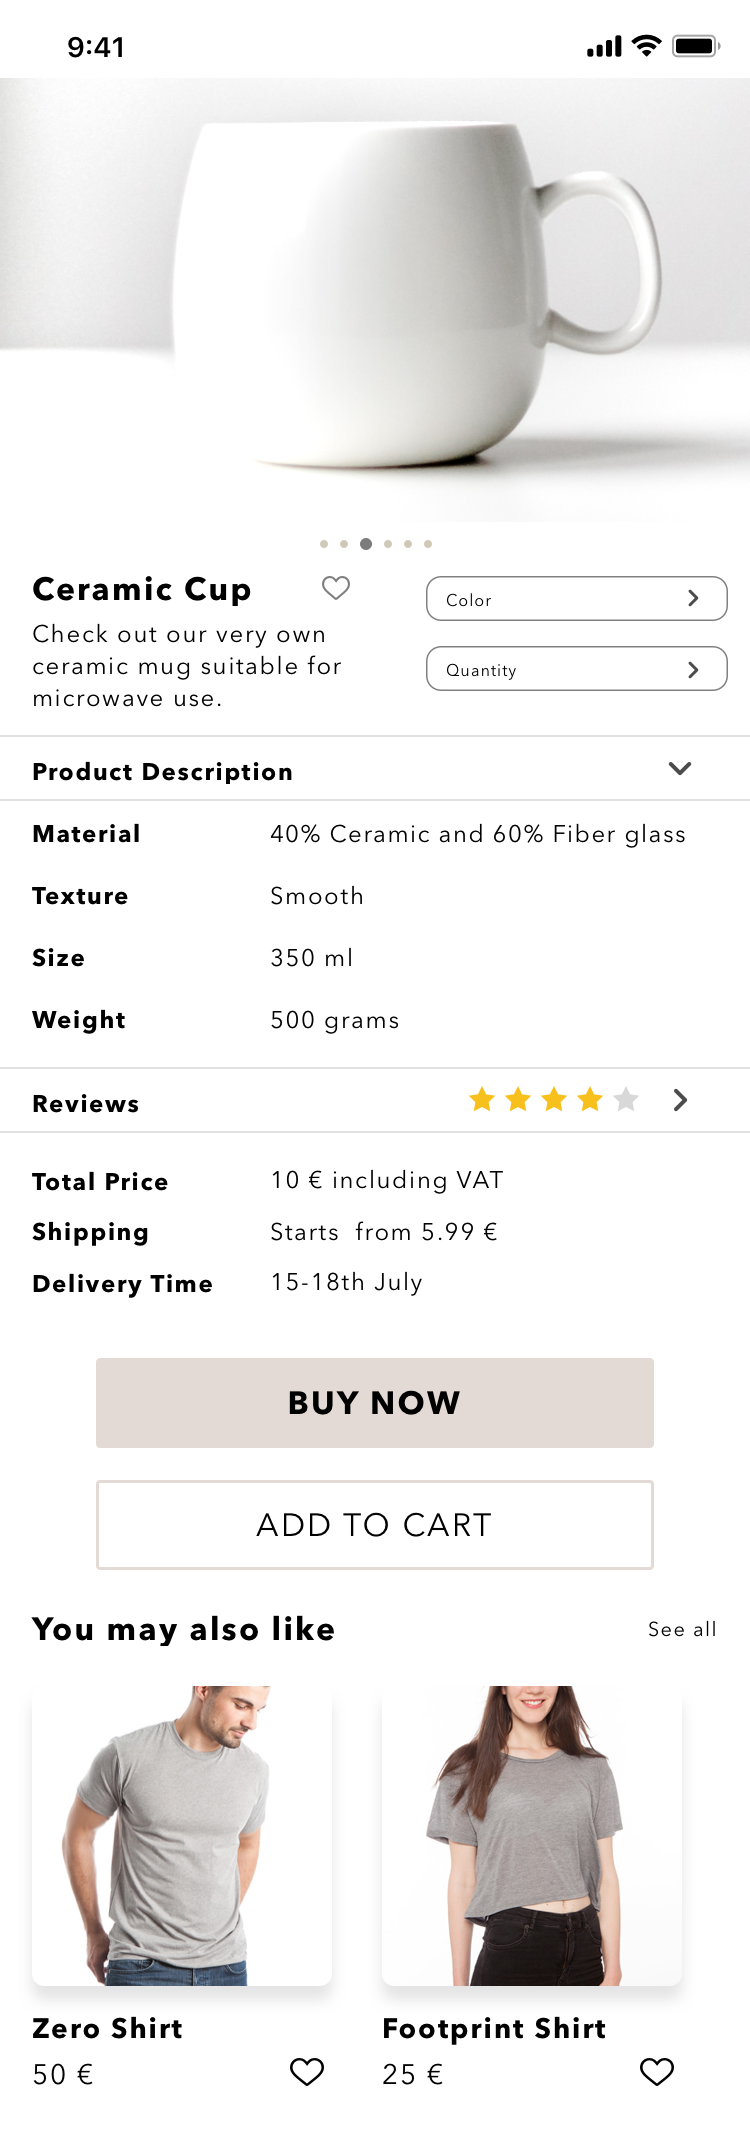 9:41
Ceramic Cup
Check out our very own
ceramic mug suitable for
microwave use.
Color
Quantity
Product Description
Material 40% Ceramic and 60% Fiber glass
Texture Smooth
Size 350 ml
Weight 500 grams
Reviews
Total Price 10 € including VAT
Shipping Starts  from 5.99 €
Delivery Time 15-18th July
BUY NOW
ADD TO CART
You may also like See all
Zero Shirt Footprint Shirt
50 € 25 €